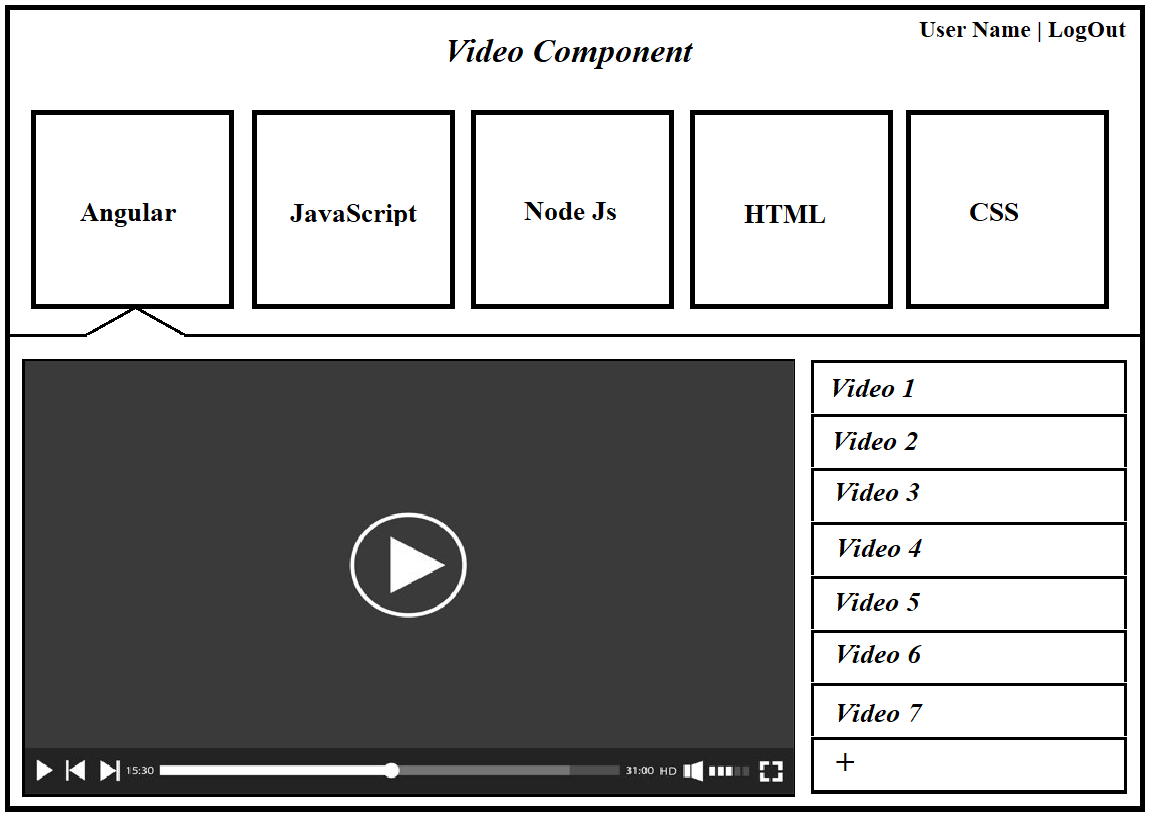 User Name | LogOut
Video Component
Angular
JavaScript
Node Js
HTML
CSS
Video 1
Video 2
Video 3
Video 4
Video 5
Video 6
Video 7
+
15:30
31:00 HD